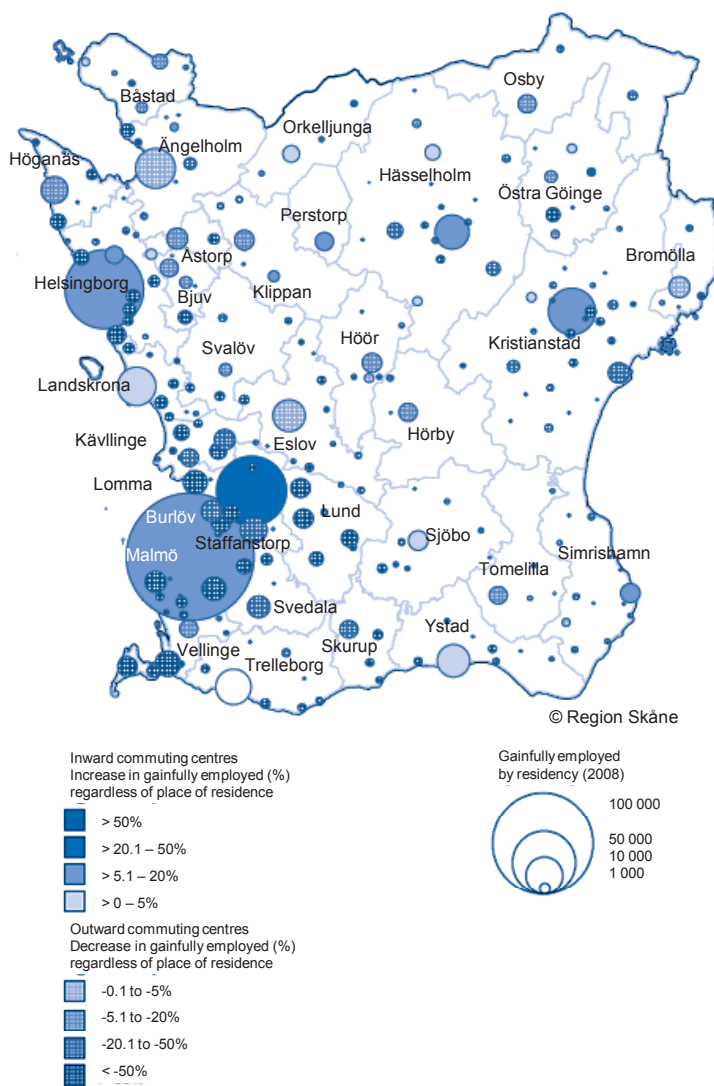 Osby
Båstad
Orkelljunga
Ängelholm
Höganäs
Hässelholm
Östra Göinge
Perstorp
Åstorp
Bromölla
Helsingborg
Klippan
Bjuv
Kristianstad
Höör
Svalöv
Landskrona
Hörby
Eslov
Kävllinge
Lomma
Lund
Burlöv
Sjöbo
Staffanstorp
Malmö
Simrishamn
Tomelilla
Svedala
Ystad
Skurup
Vellinge
Trelleborg
© Region Skåne
Inward commuting centres
Increase in gainfully employed (%)
regardless of place of residence
> 50%
> 20.1 – 50%
> 5.1 – 20%
> 0 – 5%
Outward commuting centres
Decrease in gainfully employed (%)
regardless of place of residence
-0.1 to -5%
-5.1 to -20%
-20.1 to -50%
< -50%
Gainfully employed
by residency (2008)
100 000
50 000
10 000
1 000